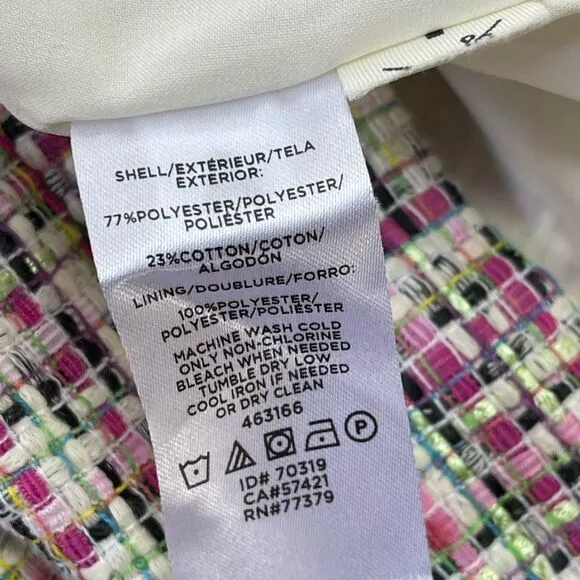 SHELL/EXTÉRIEUR/TELA
EXTERIOR:
77%POLYESTER/POLYESTER/
POLIÉSTER
23%COTTON/COTON/
ALGODÓN
LINING/DOUBLURE/FORRO:
100%POLYESTER/
POLYESTER/POLIÉSTER
MACHINE WASH COLD
ONLY NON-CHLORINE
BLEACH WHEN NEEDED
TUMBLE DRY LOW
COOL IRON IF NEEDED
OR DRY CLEAN
463166
P
ID# 70319
CA#57421
RN#77379